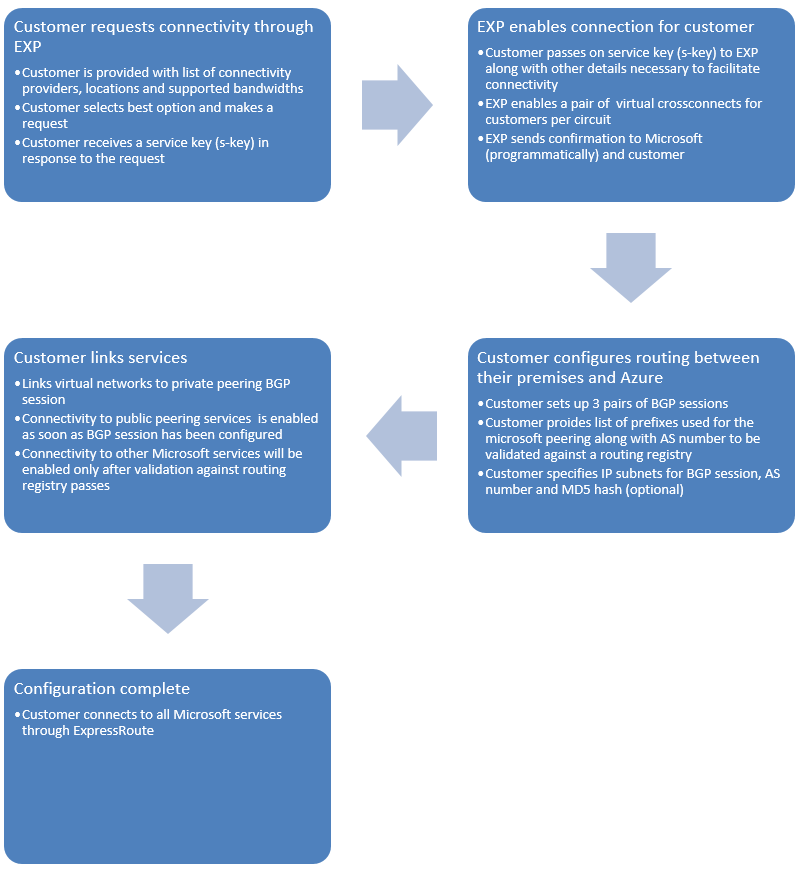 Customer requests connectivity through
EXP
•Customer is provided with list of connectivity
providers, locations and supported bandwidths
•Customer selects best option and makes a
request
•Customer receives a service key (s-key) in
response to the request
EXP enables connection for customer
•Customer passes on service key (s-key) to EXP
along with other details necessary to facilitate
connectivity
•EXP enables a pair of  virtual crossconnects for
customers per circuit
•EXP sends confirmation to Microsoft
(programmatically) and customer
Customer configures routing between
their premises and Azure
•Customer sets up 3 pairs of BGP sessions
•Customer proides list of prefixes used for the
microsoft peering along with AS number to be
validated against a routing registry
•Customer specifies IP subnets for BGP session, AS
number and MD5 hash (optional)
Customer links services
•Links virtual networks to private peering BGP
session
•Connectivity to public peering services  is enabled
as soon as BGP session has been configured
•Connectivity to other Microsoft services will be
enabled only after validation against routing
registry passes
Configuration complete
•Customer connects to all Microsoft services
through ExpressRoute